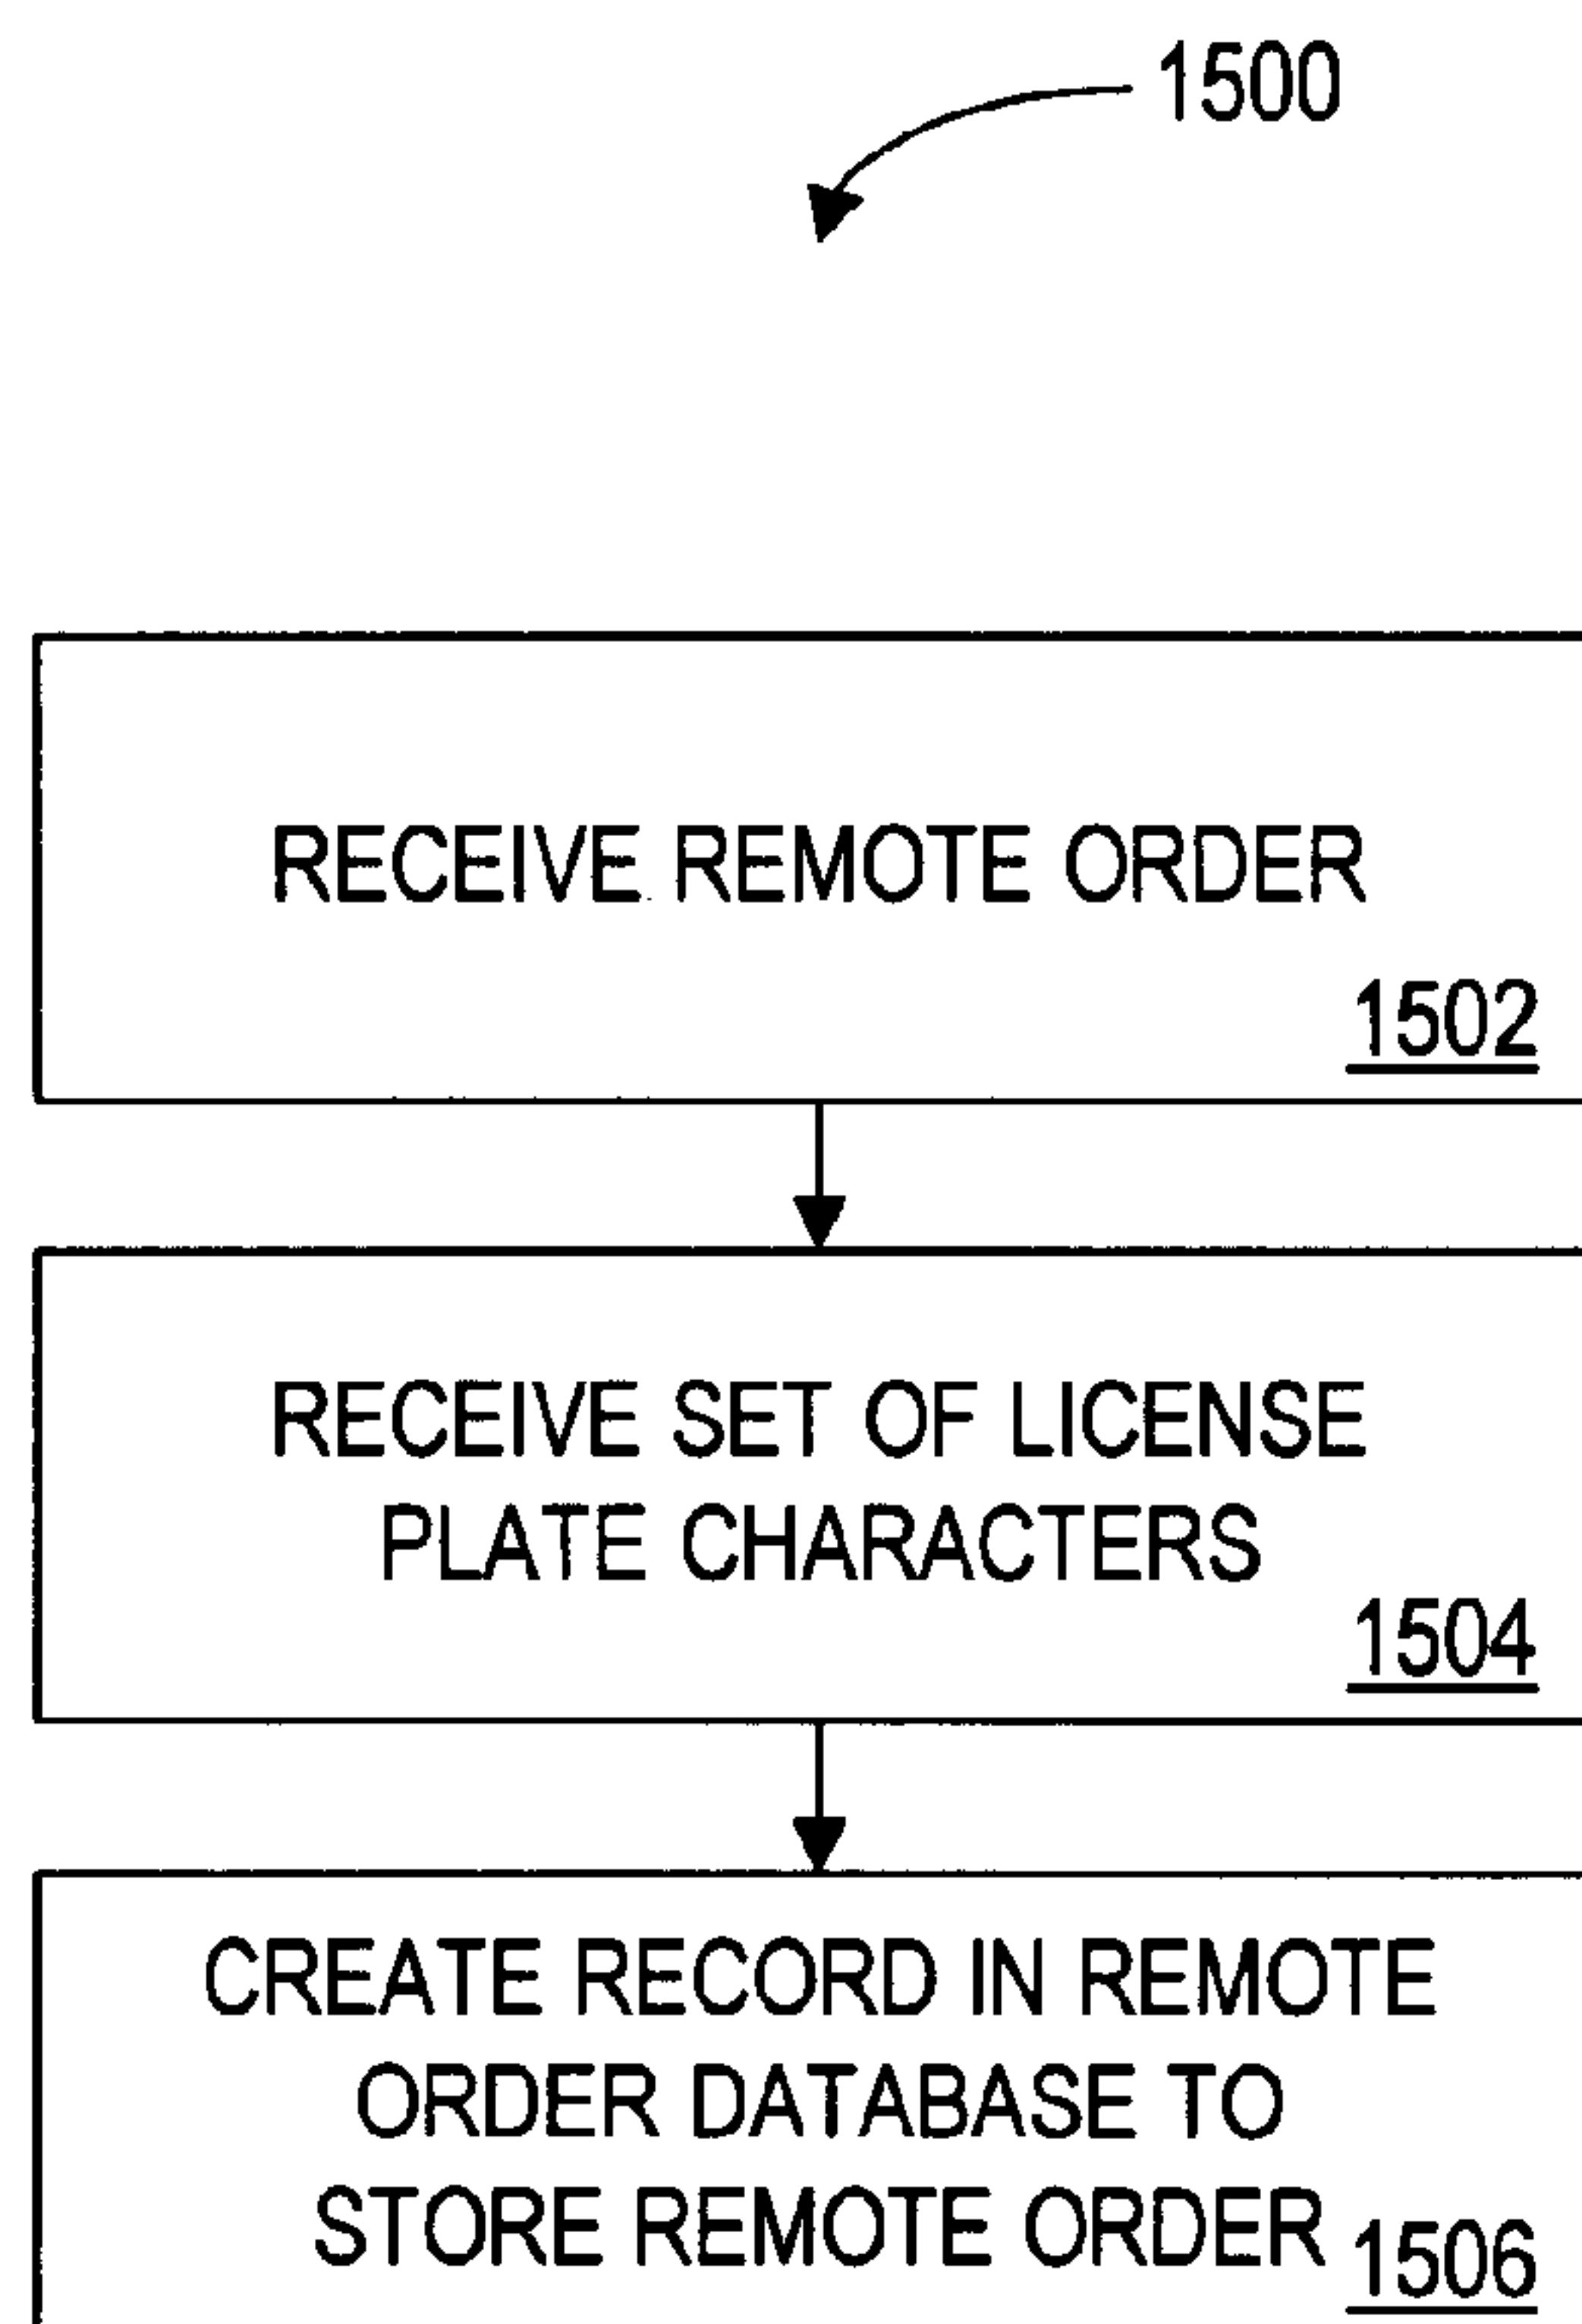 1500
RECEIVE REMOTE ORDER
1502
RECEIVE SET OF LICENSE
PLATE CHARACTERS
1504
CREATE RECORD IN REMOTE
ORDER DATABASE TO
STORE REMOTE ORDER
1506